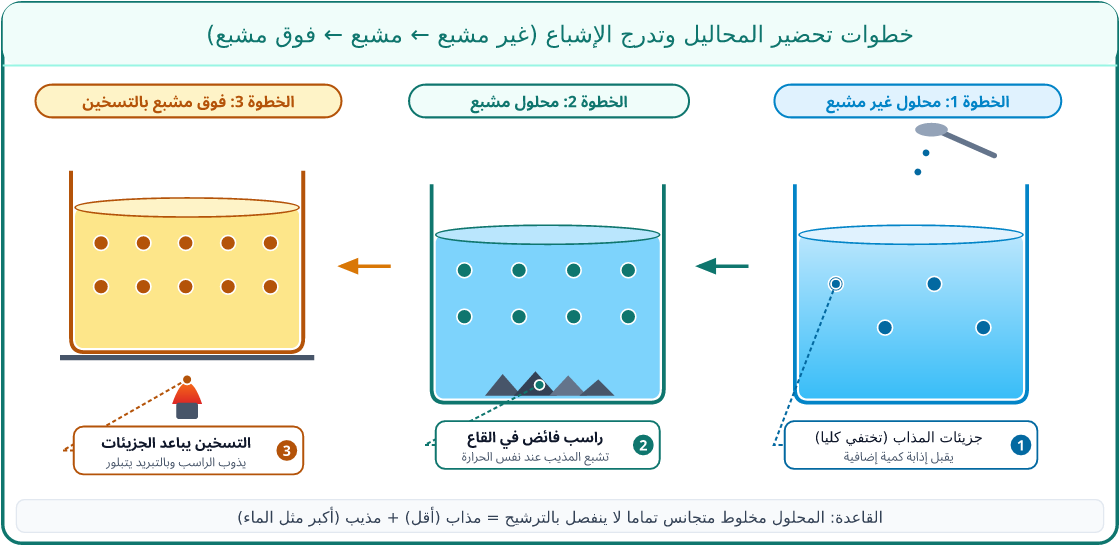 خطوات تحضير المحاليل وتدرج الإشباع (غير مشبع ← مشبع ← فوق مشبع)
الخطوة 1: محلول غير مشبع
الخطوة 2: محلول مشبع
الخطوة 3: فوق مشبع بالتسخين
1
جزيئات المذاب (تختفي كليا)
يقبل إذابة كمية إضافية
2
راسب فائض في القاع
تشبع المذيب عند نفس الحرارة
3
التسخين يباعد الجزيئات
يذوب الراسب وبالتبريد يتبلور
القاعدة: المحلول مخلوط متجانس تماما لا ينفصل بالترشيح = مذاب (أقل) + مذيب (أكبر مثل الماء)